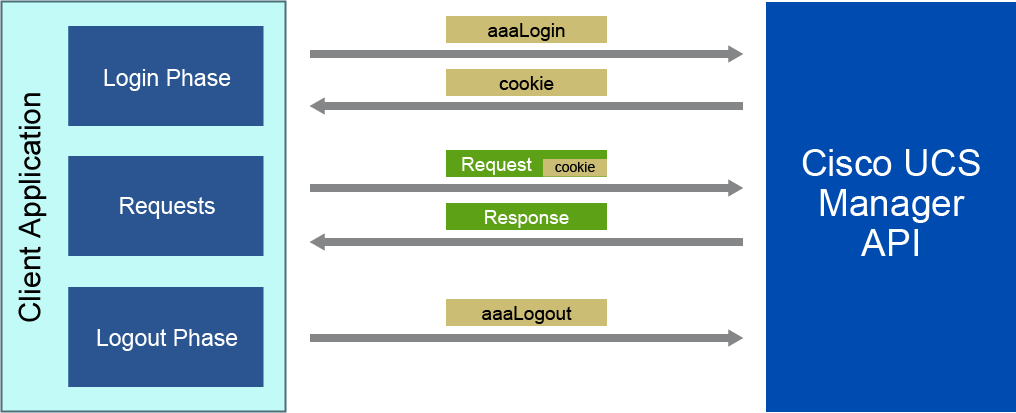 Client Application
Login Phase
Requests
Logout Phase
aaaLogin
cookie
Request cookie
Response
aaaLogout
Cisco UCS
Manager
API